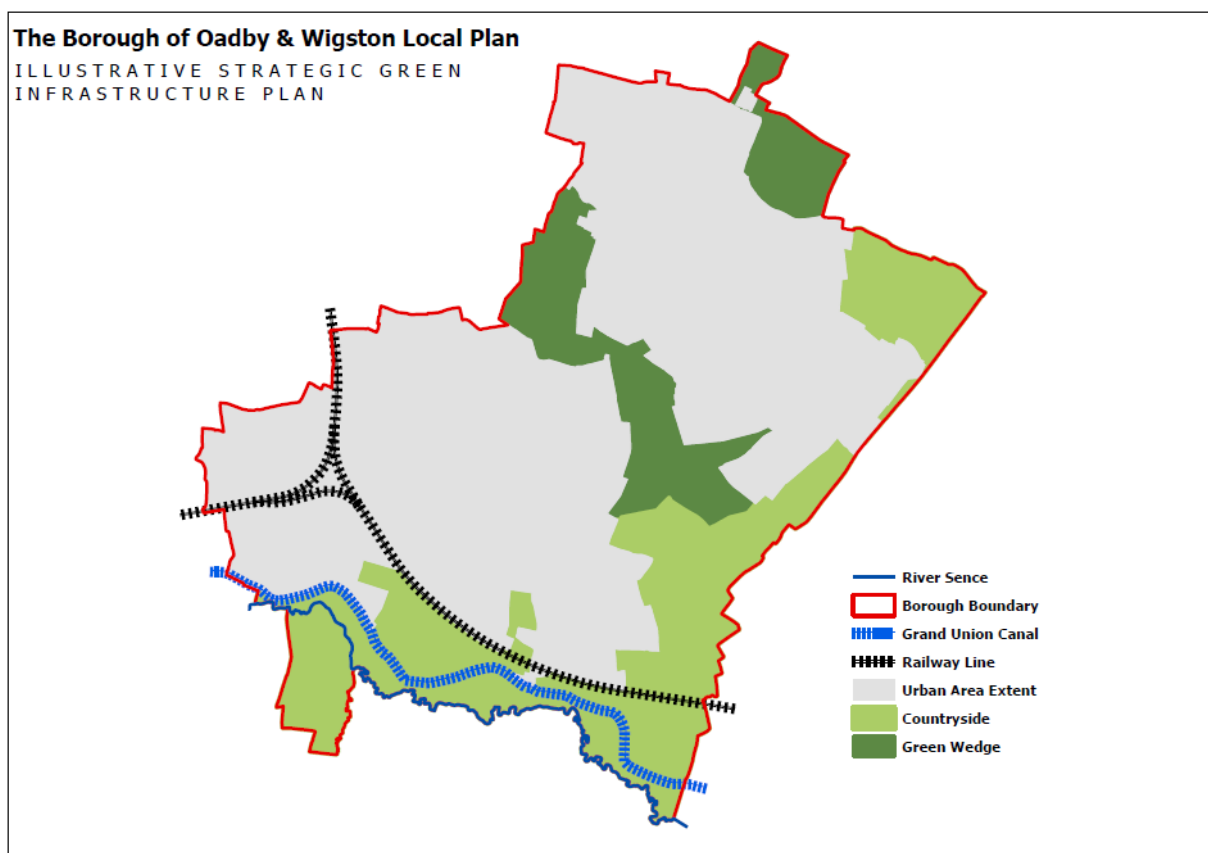 The Borough of Oadby & Wigston Local Plan
ILLUSTRATIVE STRATEGIC GREEN
INFRASTRUCTURE PLAN
River Sence
Borough Boundary
Grand Union Canal
Railway Line
Urban Area Extent
Countryside
Green Wedge